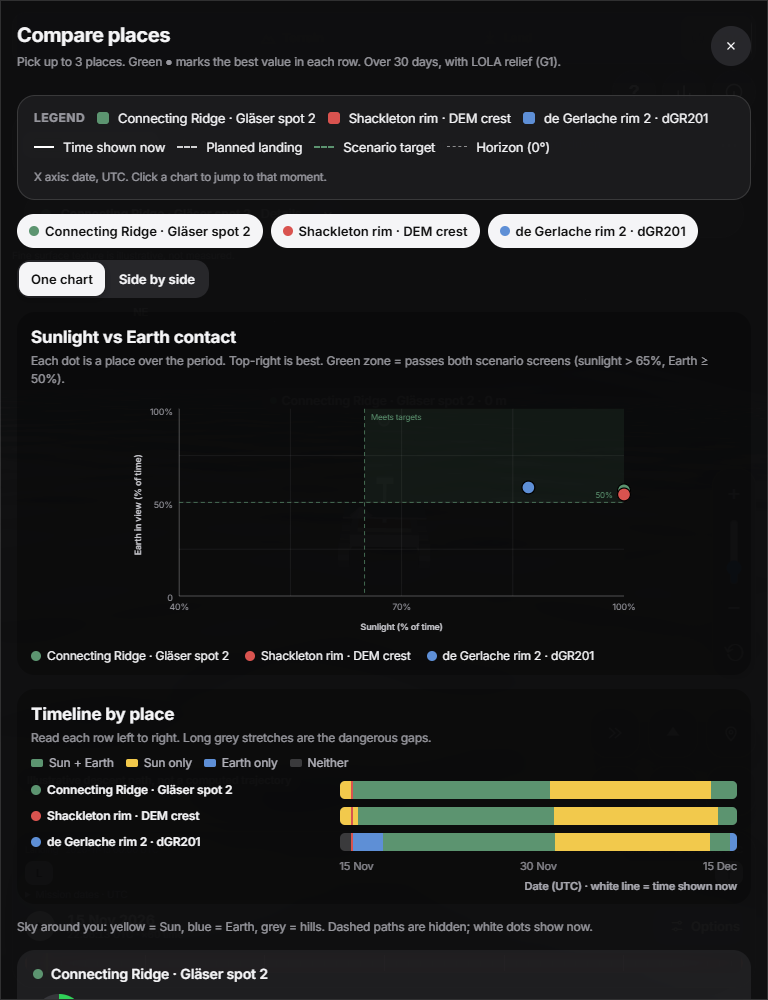 Compare places
Pick up to 3 places. Green ● marks the best value in each row. Over 30 days, with LOLA relief (G1).
×
LEGEND Connecting Ridge · Gläser spot 2 Shackleton rim · DEM crest de Gerlache rim 2 · dGR201
Time shown now Planned landing Scenario target Horizon (0°)
X axis: date, UTC. Click a chart to jump to that moment.
Connecting Ridge · Gläser spot 2 Shackleton rim · DEM crest de Gerlache rim 2 · dGR201
One chart Side by side
Sunlight vs Earth contact
Each dot is a place over the period. Top-right is best. Green zone = passes both scenario screens (sunlight > 65%, Earth ≥
50%).
100%
Meets targets
50%
50%
0
Earth in view (% of time)
40% 70% 100%
Sunlight (% of time)
Connecting Ridge · Gläser spot 2 Shackleton rim · DEM crest de Gerlache rim 2 · dGR201
Timeline by place
Read each row left to right. Long grey stretches are the dangerous gaps.
Sun + Earth Sun only Earth only Neither
Connecting Ridge · Gläser spot 2
Shackleton rim · DEM crest
de Gerlache rim 2 · dGR201
15 Nov 30 Nov 15 Dec
Date (UTC) · white line = time shown now
Sky around you: yellow = Sun, blue = Earth, grey = hills. Dashed paths are hidden; white dots show now.
Connecting Ridge · Gläser spot 2